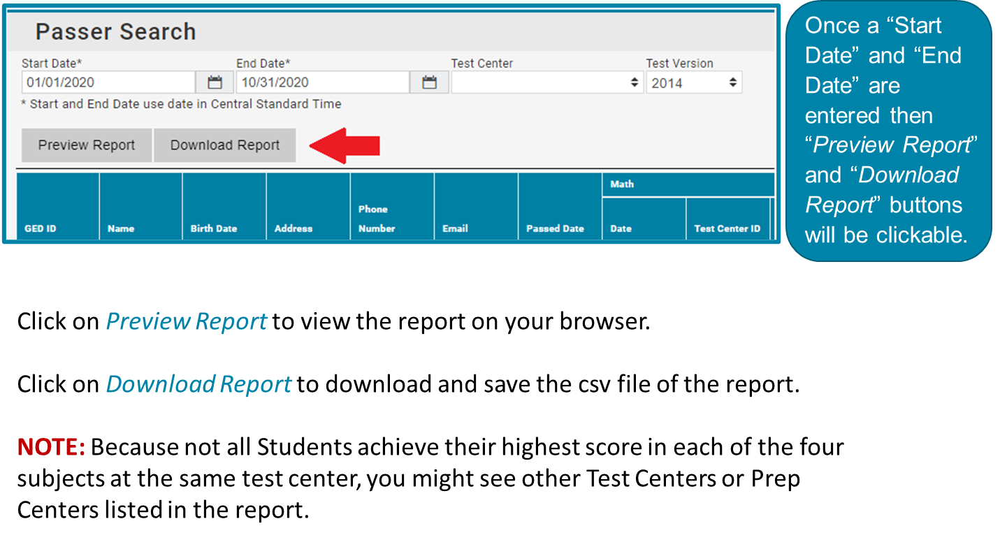 Passer Search
Start Date* End Date* Test Center Test Version
01/01/2020 10/31/2020 2014
* Start and End Date use date in Central Standard Time
Preview Report Download Report
Math
GED ID Name Birth Date Address Phone Number Email Passed Date Date Test Center ID
Once a “Start
Date” and “End
Date” are
entered then
“Preview Report”
and “Download
Report” buttons
will be clickable.
Click on Preview Report to view the report on your browser.
Click on Download Report to download and save the csv file of the report.
NOTE: Because not all Students achieve their highest score in each of the four
subjects at the same test center, you might see other Test Centers or Prep
Centers listed in the report.